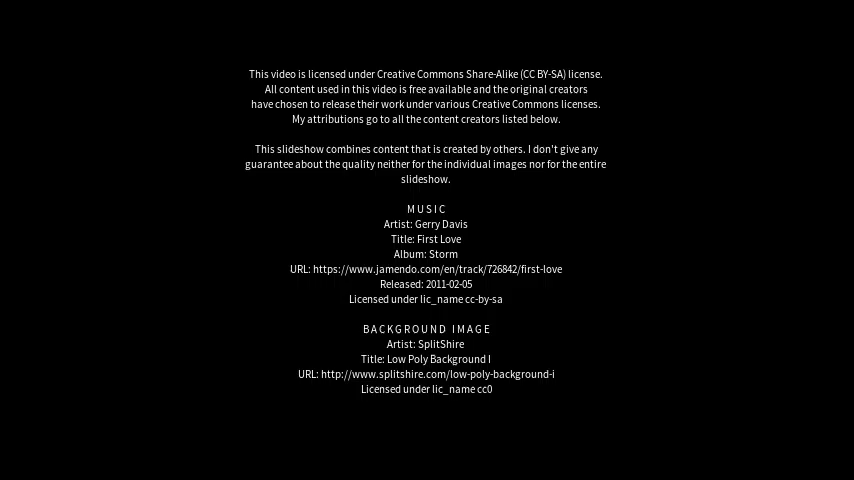 This video is licensed under Creative Commons Share-Alike (CC BY-SA) license.
All content used in this video is free available and the original creators
have chosen to release their work under various Creative Commons licenses.
My attributions go to all the content creators listed below.
This slideshow combines content that is created by others. I don't give any
guarantee about the quality neither for the individual images nor for the entire
slideshow.
MUSIC
Artist: Gerry Davis
Title: First Love
Album: Storm
URL: https://www.jamendo.com/en/track/726842/first-love
Released: 2011-02-05
Licensed under lic_name cc-by-sa
BACKGROUND IMAGE
Artist: SplitShire
Title: Low Poly Background I
URL: http://www.splitshire.com/low-poly-background-i
Licensed under lic_name cc0